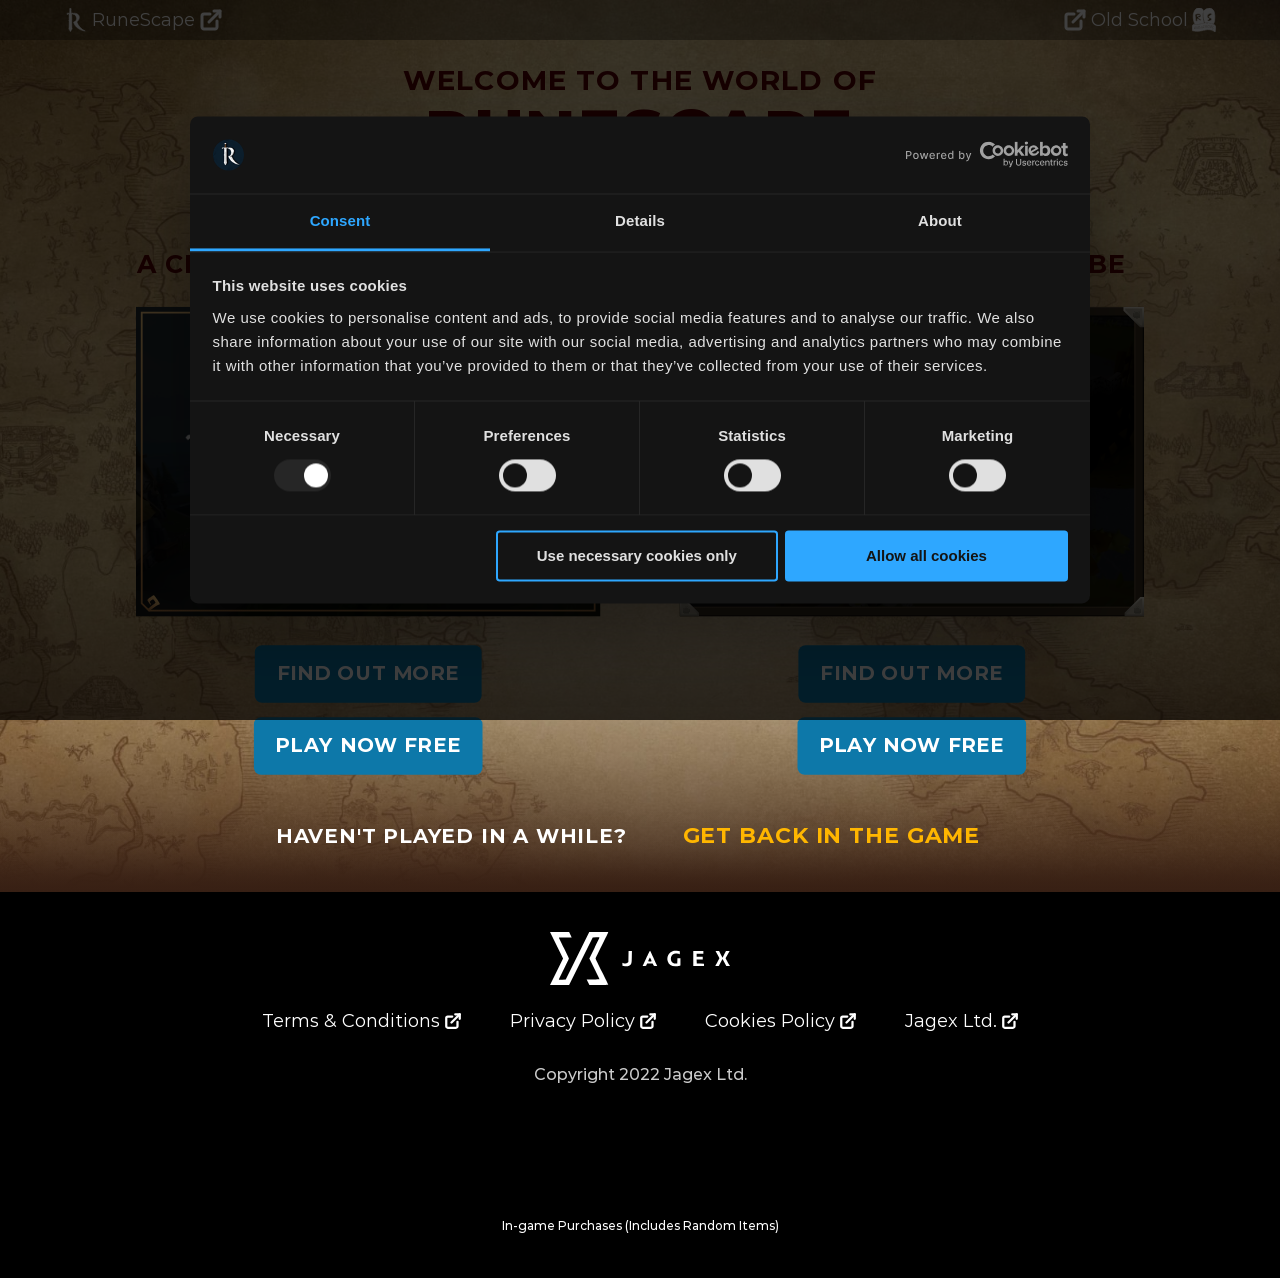 RuneScape
Old School
WELCOME TO THE WORLD OF
RUNESCAPE
Powered by Cookiebot
by Usercentrics
Consent
Details
About
A
BE
This website uses cookies
We use cookies to personalise content and ads, to provide social media features and to analyse our traffic. We also
share information about your use of our site with our social media, advertising and analytics partners who may combine
it with other information that you’ve provided to them or that they’ve collected from your use of their services.
Necessary
Preferences
Statistics
Marketing
Use necessary cookies only
Allow all cookies
FIND OUT MORE
FIND OUT MORE
PLAY NOW FREE
PLAY NOW FREE
HAVEN'T PLAYED IN A WHILE?
GET BACK IN THE GAME
JAGEX
Terms & Conditions
Privacy Policy
Cookies Policy
Jagex Ltd.
Copyright 2022 Jagex Ltd.
In-game Purchases (Includes Random Items)